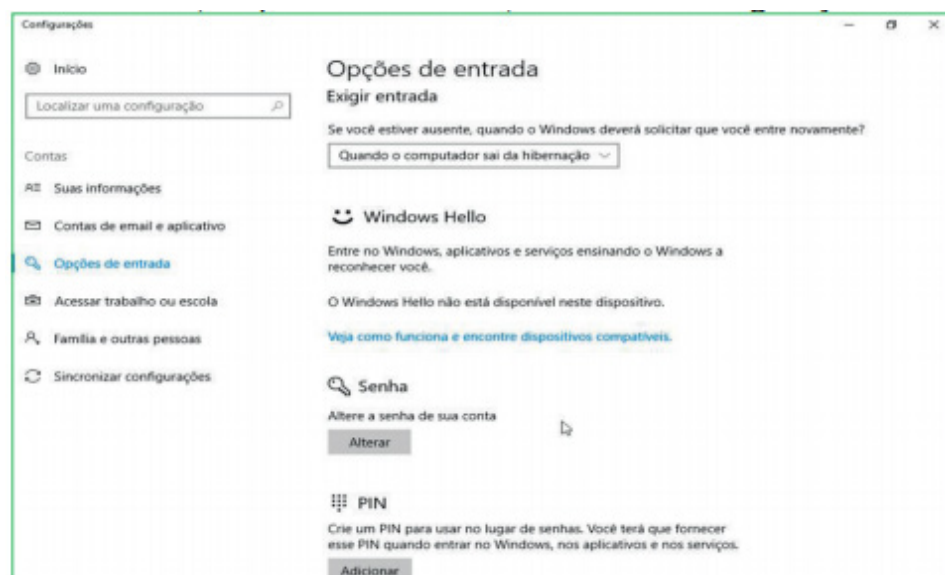 Configurações
Início
Localizar uma configuração
Contas
Suas informações
Contas de email e aplicativo
Opções de entrada
Acessar trabalho ou escola
Família e outras pessoas
Sincronizar configurações
Opções de entrada
Exigir entrada
Se você estiver ausente, quando o Windows deverá solicitar que você entre novamente?
Quando o computador sai da hibernação
Windows Hello
Entre no Windows, aplicativos e serviços ensinando o Windows a
reconhecer você.
O Windows Hello não está disponível neste dispositivo.
Veja como funciona e encontre dispositivos compatíveis.
Senha
Altere a senha de sua conta
Alterar
PIN
Crie um PIN para usar no lugar de senhas. Você terá que fornecer
esse PIN quando entrar no Windows, nos aplicativos e nos serviços.
Adicionar